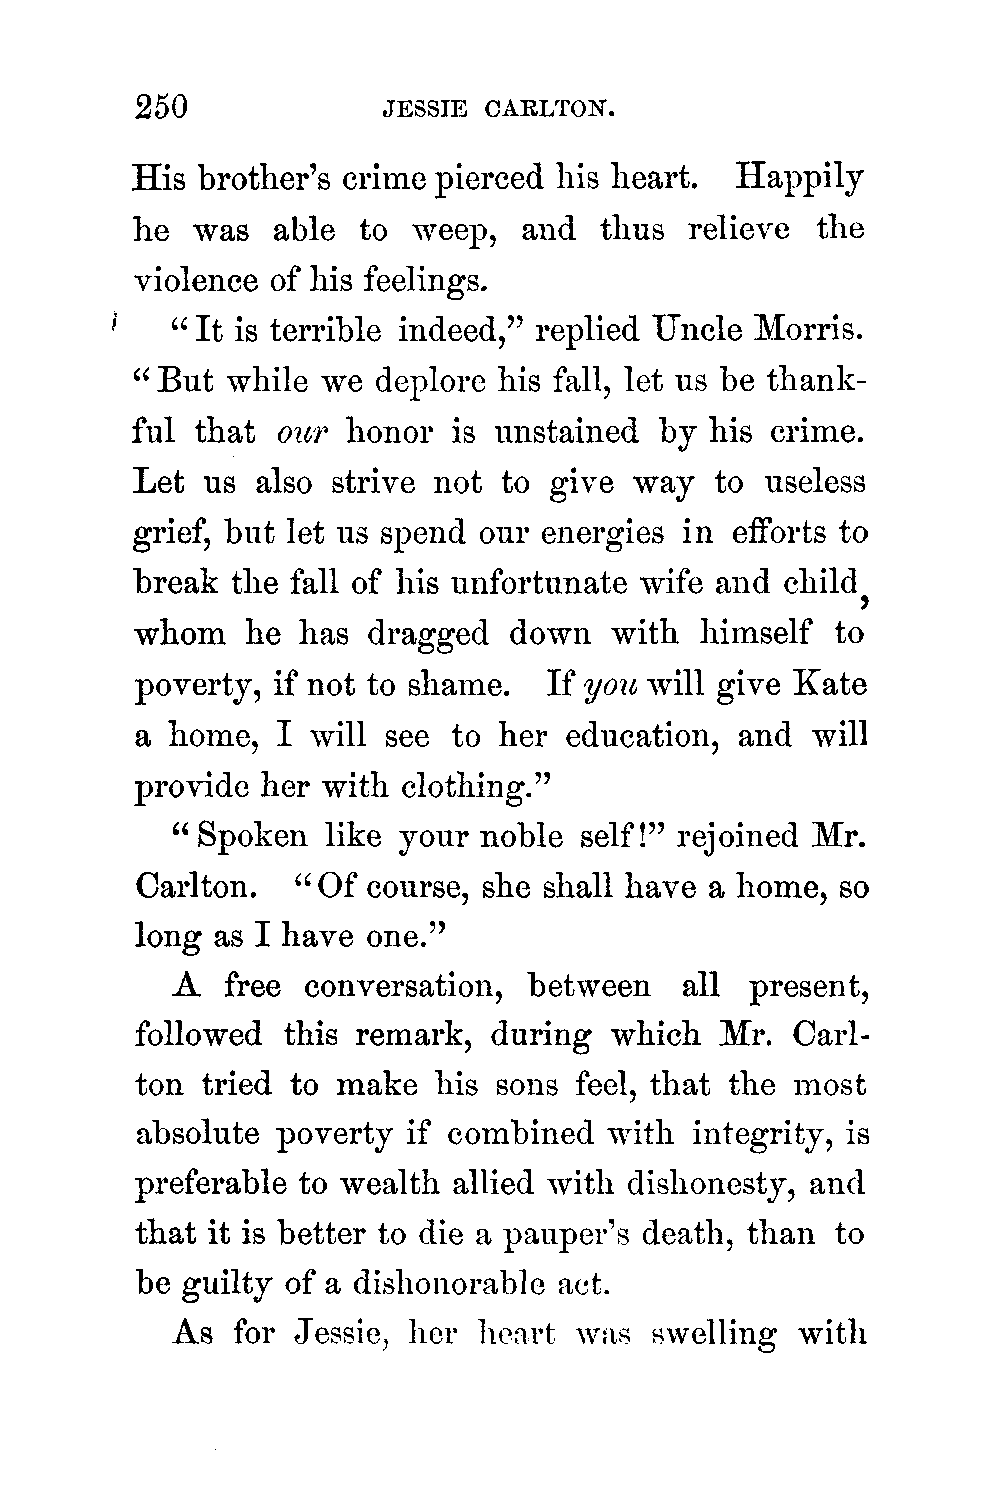 250 JESSIE CARLTON.
His brother's crime pierced his heart. Happily
he was able to weep, and thus relieve the
violence of his feelings.
"It is terrible indeed," replied Uncle Morris.
"But while we deplore his fall, let us be thank-
ful that our honor is unstained by his crime.
Let us also strive not to give way to useless
grief, but let us spend our energies in efforts to
break the fall of his unfortunate wife and child,
whom he has dragged down with himself to
poverty, if not to shame. If you will give Kate
a home, I will see to her education, and will
provide her with clothing."
"Spoken like your noble self!" rejoined Mr.
Carlton. "Of course, she shall have a home, so
long as I have one."
A free conversation, between all present,
followed this remark, during which Mr. Carl-
ton tried to make his sons feel, that the most
absolute poverty if combined with integrity, is
preferable to wealth allied with dishonesty, and
that it is better to die a pauper's death, than to
be guilty of a dishonorable act.
As for Jessie, her heart was swelling with